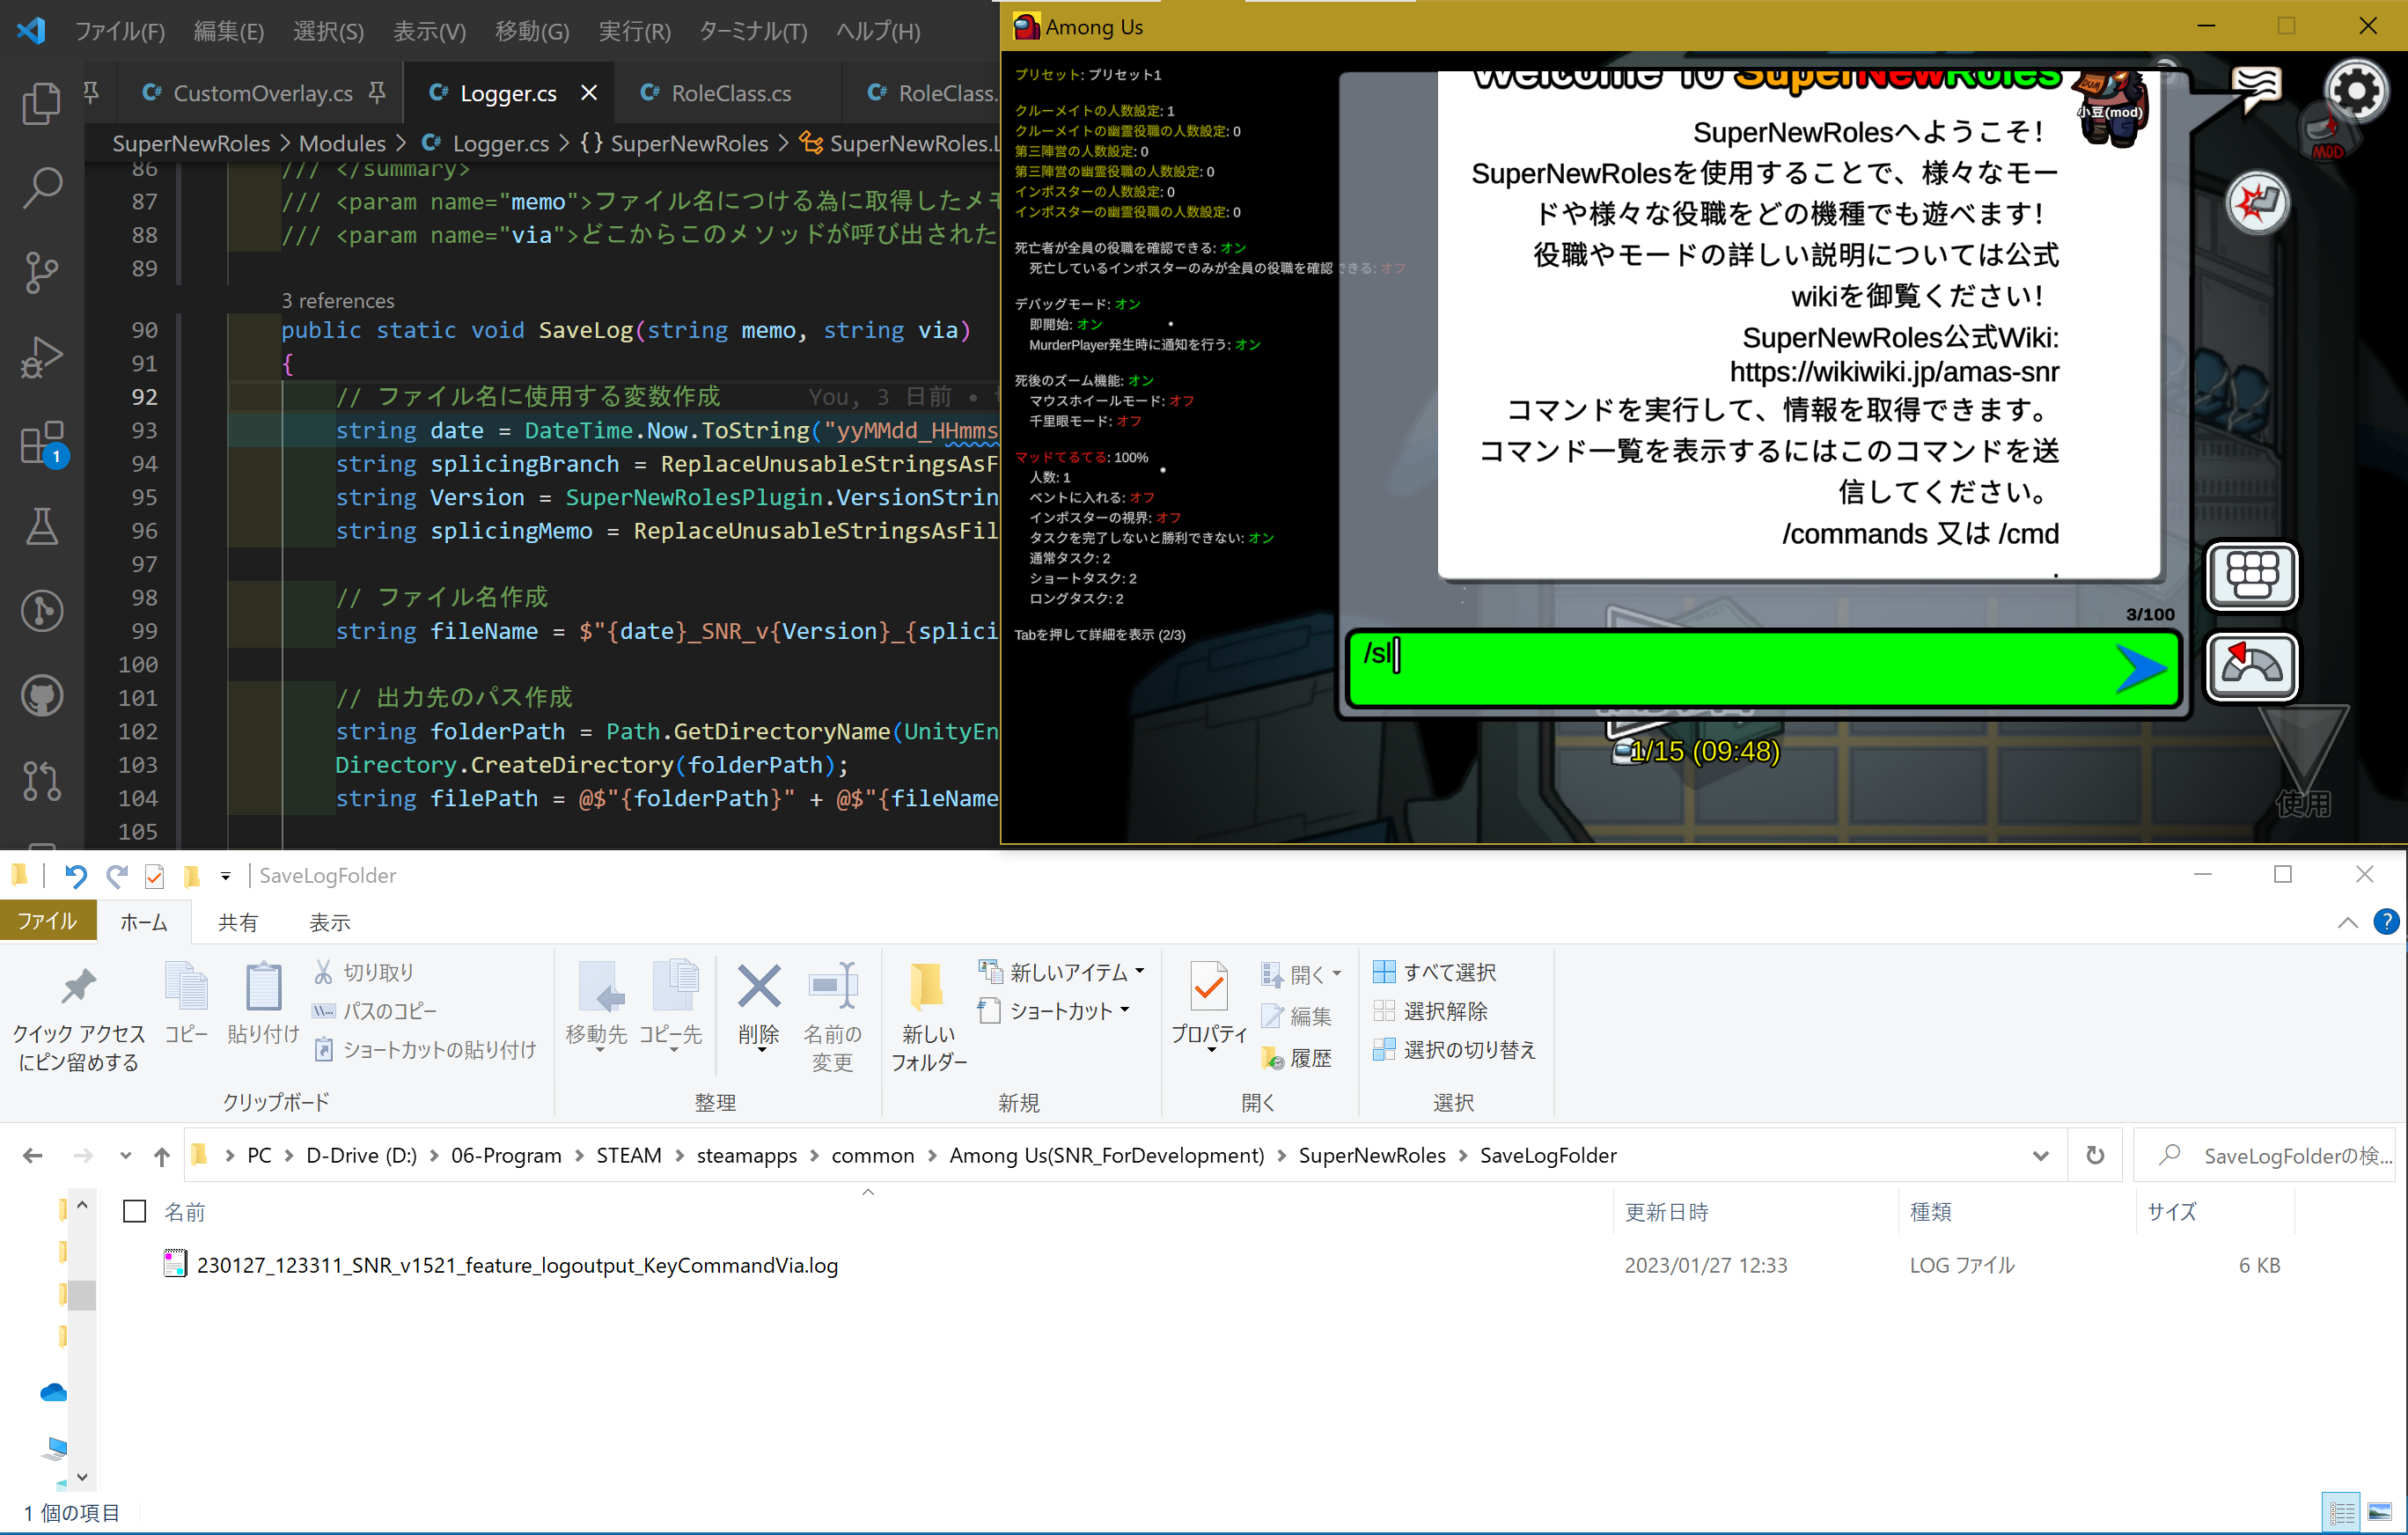 ファイル(F) 編集(E) 選択(S) 表示(V) 移動(G) 実行(R) ターミナル(T) ヘルプ(H)
CustomOverlay.cs Logger.cs RoleClass.cs RoleClass.
SuperNewRoles > Modules > Logger.cs > {} SuperNewRoles > SuperNewRoles.L
86 /// </summary>
87 /// <param name="memo">ファイル名につける為に取得したメモ
88 /// <param name="via">どこからこのメソッドが呼び出された
89
3 references
90 public static void SaveLog(string memo, string via)
91 {
92 // ファイル名に使用する変数作成 You, 3 日前 •
93 string date = DateTime.Now.ToString("yyMMdd_HHmms
94 string splicingBranch = ReplaceUnusableStringsAsF
95 string Version = SuperNewRolesPlugin.VersionStrin
96 string splicingMemo = ReplaceUnusableStringsAsFil
97
98 // ファイル名作成
99 string fileName = $"{date}_SNR_v{Version}_{splici
100
101 // 出力先のパス作成
102 string folderPath = Path.GetDirectoryName(UnityEn
103 Directory.CreateDirectory(folderPath);
104 string filePath = @$"{folderPath}" + @$"{fileName
105
1
Among Us
プリセット: プリセット1
クルーメイトの人数設定: 1
クルーメイトの幽霊役職の人数設定: 0
第三陣営の人数設定: 0
第三陣営の幽霊役職の人数設定: 0
インポスターの人数設定: 0
インポスターの幽霊役職の人数設定: 0
死亡者が全員の役職を確認できる: オン
死亡しているインポスターのみが全員の役職を確認できる: オフ
デバッグモード: オン
即開始: オン
MurderPlayer発生時に通知を行う: オン
死後のズーム機能: オン
マウスホイールモード: オフ
千里眼モード: オフ
マッドてるてる: 100%
人数: 1
ベントに入れる: オフ
インポスターの視界: オフ
タスクを完了しないと勝利できない: オン
通常タスク: 2
ショートタスク: 2
ロングタスク: 2
Tabを押して詳細を表示 (2/3)
Welcome To SuperNewRoles
小豆(mod)
SuperNewRolesへようこそ!
SuperNewRolesを使用することで、様々なモー
ドや様々な役職をどの機種でも遊べます!
役職やモードの詳しい説明については公式
wikiを御覧ください!
SuperNewRoles公式Wiki:
https://wikiwiki.jp/amas-snr
コマンドを実行して、情報を取得できます。
コマンド一覧を表示するにはこのコマンドを送
信してください。
/commands 又は /cmd
.
3/100
/sl
1/15 (09:48)
MOD
使用
SaveLogFolder
ファイル ホーム 共有 表示
クイック アクセス
にピン留めする
コピー
貼り付け
切り取り
パスのコピー
ショートカットの貼り付け
クリップボード
移動先
コピー先
削除
名前の
変更
整理
新しい
フォルダー
新しいアイテム
ショートカット
新規
プロパティ
開く
編集
履歴
開く
すべて選択
選択解除
選択の切り替え
選択
PC > D-Drive (D:) > 06-Program > STEAM > steamapps > common > Among Us(SNR_ForDevelopment) > SuperNewRoles > SaveLogFolder
SaveLogFolderの検...
名前 更新日時 種類 サイズ
230127_123311_SNR_v1521_feature_logoutput_KeyCommandVia.log 2023/01/27 12:33 LOG ファイル 6 KB
1 個の項目